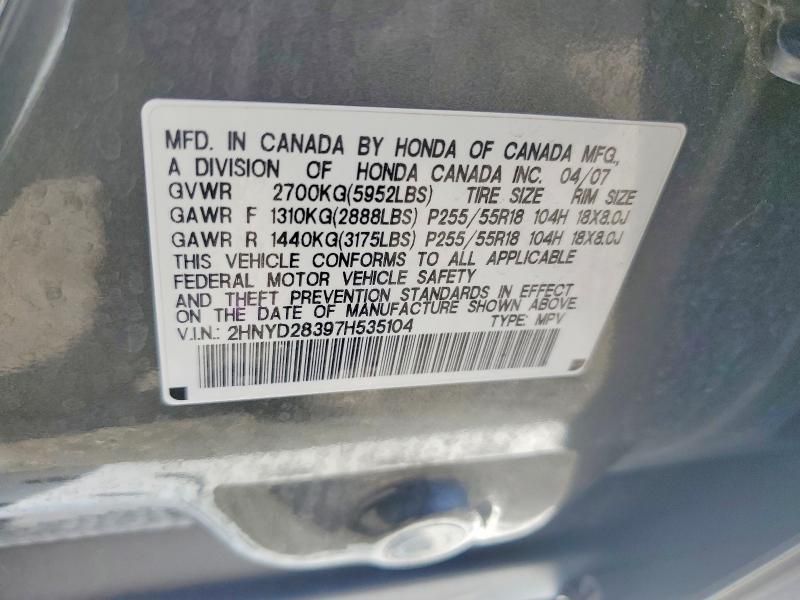 MFD. IN CANADA BY HONDA OF CANADA MFG.,
A DIVISION OF HONDA CANADA INC. 04/07
GVWR 2700KG(5952LBS) TIRE SIZE RIM SIZE
GAWR F 1310KG(2888LBS) P255/55R18 104H 18X8.0J
GAWR R 1440KG(3175LBS) P255/55R18 104H 18X8.0J
THIS VEHICLE CONFORMS TO ALL APPLICABLE
FEDERAL MOTOR VEHICLE SAFETY
AND THEFT PREVENTION STANDARDS IN EFFECT
ON THE DATE OF MANUFACTURE SHOWN ABOVE.
V.I.N.: 2HNYD28397H535104 TYPE: MPV